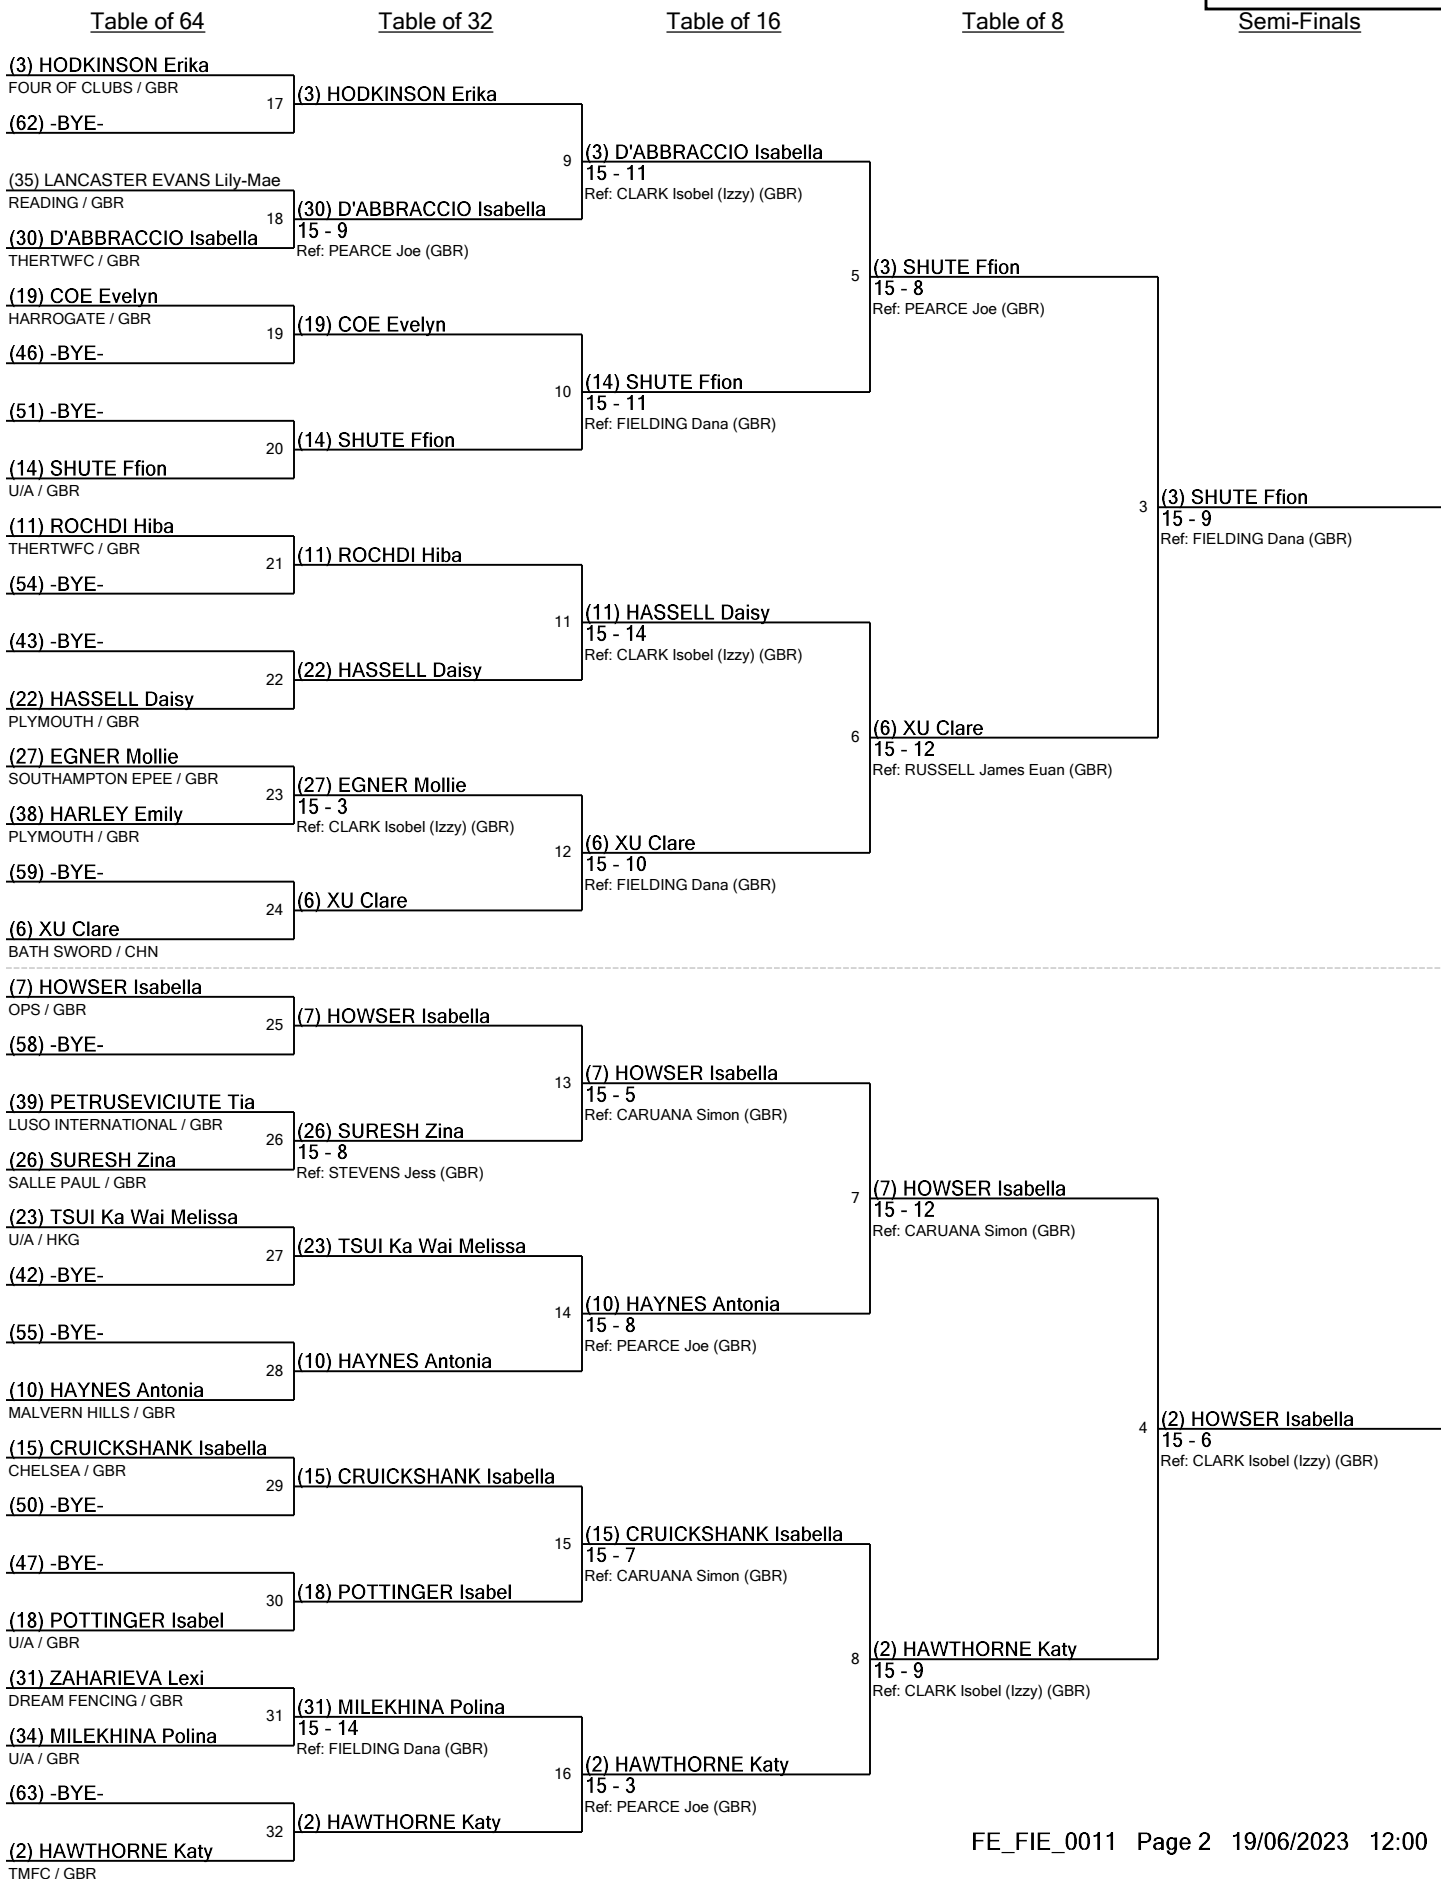 Table of 64
Table of 32
Table of 16
Table of 8
Semi-Finals
(3) HODKINSON Erika
FOUR OF CLUBS / GBR
17
(62) -BYE-
(35) LANCASTER EVANS Lily-Mae
READING / GBR
18
(30) D'ABBRACCIO Isabella
THERTWFC / GBR
(19) COE Evelyn
HARROGATE / GBR
19
(46) -BYE-
(51) -BYE-
20
(14) SHUTE Ffion
U/A / GBR
(11) ROCHDI Hiba
THERTWFC / GBR
21
(54) -BYE-
(43) -BYE-
22
(22) HASSELL Daisy
PLYMOUTH / GBR
(27) EGNER Mollie
SOUTHAMPTON EPEE / GBR
23
(38) HARLEY Emily
PLYMOUTH / GBR
(59) -BYE-
24
(6) XU Clare
BATH SWORD / CHN
(7) HOWSER Isabella
OPS / GBR
25
(58) -BYE-
(39) PETRUSEVICIUTE Tia
LUSO INTERNATIONAL / GBR
26
(26) SURESH Zina
SALLE PAUL / GBR
(23) TSUI Ka Wai Melissa
U/A / HKG
27
(42) -BYE-
(55) -BYE-
28
(10) HAYNES Antonia
MALVERN HILLS / GBR
(15) CRUICKSHANK Isabella
CHELSEA / GBR
29
(50) -BYE-
(47) -BYE-
30
(18) POTTINGER Isabel
U/A / GBR
(31) ZAHARIEVA Lexi
DREAM FENCING / GBR
31
(34) MILEKHINA Polina
U/A / GBR
(63) -BYE-
32
(2) HAWTHORNE Katy
TMFC / GBR
(3) HODKINSON Erika
9
(30) D'ABBRACCIO Isabella
15 - 9
Ref: PEARCE Joe (GBR)
(19) COE Evelyn
10
(14) SHUTE Ffion
(11) ROCHDI Hiba
11
(22) HASSELL Daisy
(27) EGNER Mollie
15 - 3
Ref: CLARK Isobel (Izzy) (GBR)
12
(6) XU Clare
(7) HOWSER Isabella
13
(26) SURESH Zina
15 - 8
Ref: STEVENS Jess (GBR)
(23) TSUI Ka Wai Melissa
14
(10) HAYNES Antonia
(15) CRUICKSHANK Isabella
15
(18) POTTINGER Isabel
(31) MILEKHINA Polina
15 - 14
Ref: FIELDING Dana (GBR)
16
(2) HAWTHORNE Katy
(3) D'ABBRACCIO Isabella
15 - 11
Ref: CLARK Isobel (Izzy) (GBR)
5
(14) SHUTE Ffion
15 - 11
Ref: FIELDING Dana (GBR)
(11) HASSELL Daisy
15 - 14
Ref: CLARK Isobel (Izzy) (GBR)
6
(6) XU Clare
15 - 10
Ref: FIELDING Dana (GBR)
(7) HOWSER Isabella
15 - 5
Ref: CARUANA Simon (GBR)
7
(10) HAYNES Antonia
15 - 8
Ref: PEARCE Joe (GBR)
(15) CRUICKSHANK Isabella
15 - 7
Ref: CARUANA Simon (GBR)
8
(2) HAWTHORNE Katy
15 - 3
Ref: PEARCE Joe (GBR)
(3) SHUTE Ffion
15 - 8
Ref: PEARCE Joe (GBR)
3
(6) XU Clare
15 - 12
Ref: RUSSELL James Euan (GBR)
(7) HOWSER Isabella
15 - 12
Ref: CARUANA Simon (GBR)
4
(2) HAWTHORNE Katy
15 - 9
Ref: CLARK Isobel (Izzy) (GBR)
(3) SHUTE Ffion
15 - 9
Ref: FIELDING Dana (GBR)
(2) HOWSER Isabella
15 - 6
Ref: CLARK Isobel (Izzy) (GBR)
FE_FIE_0011 Page 2 19/06/2023 12:00